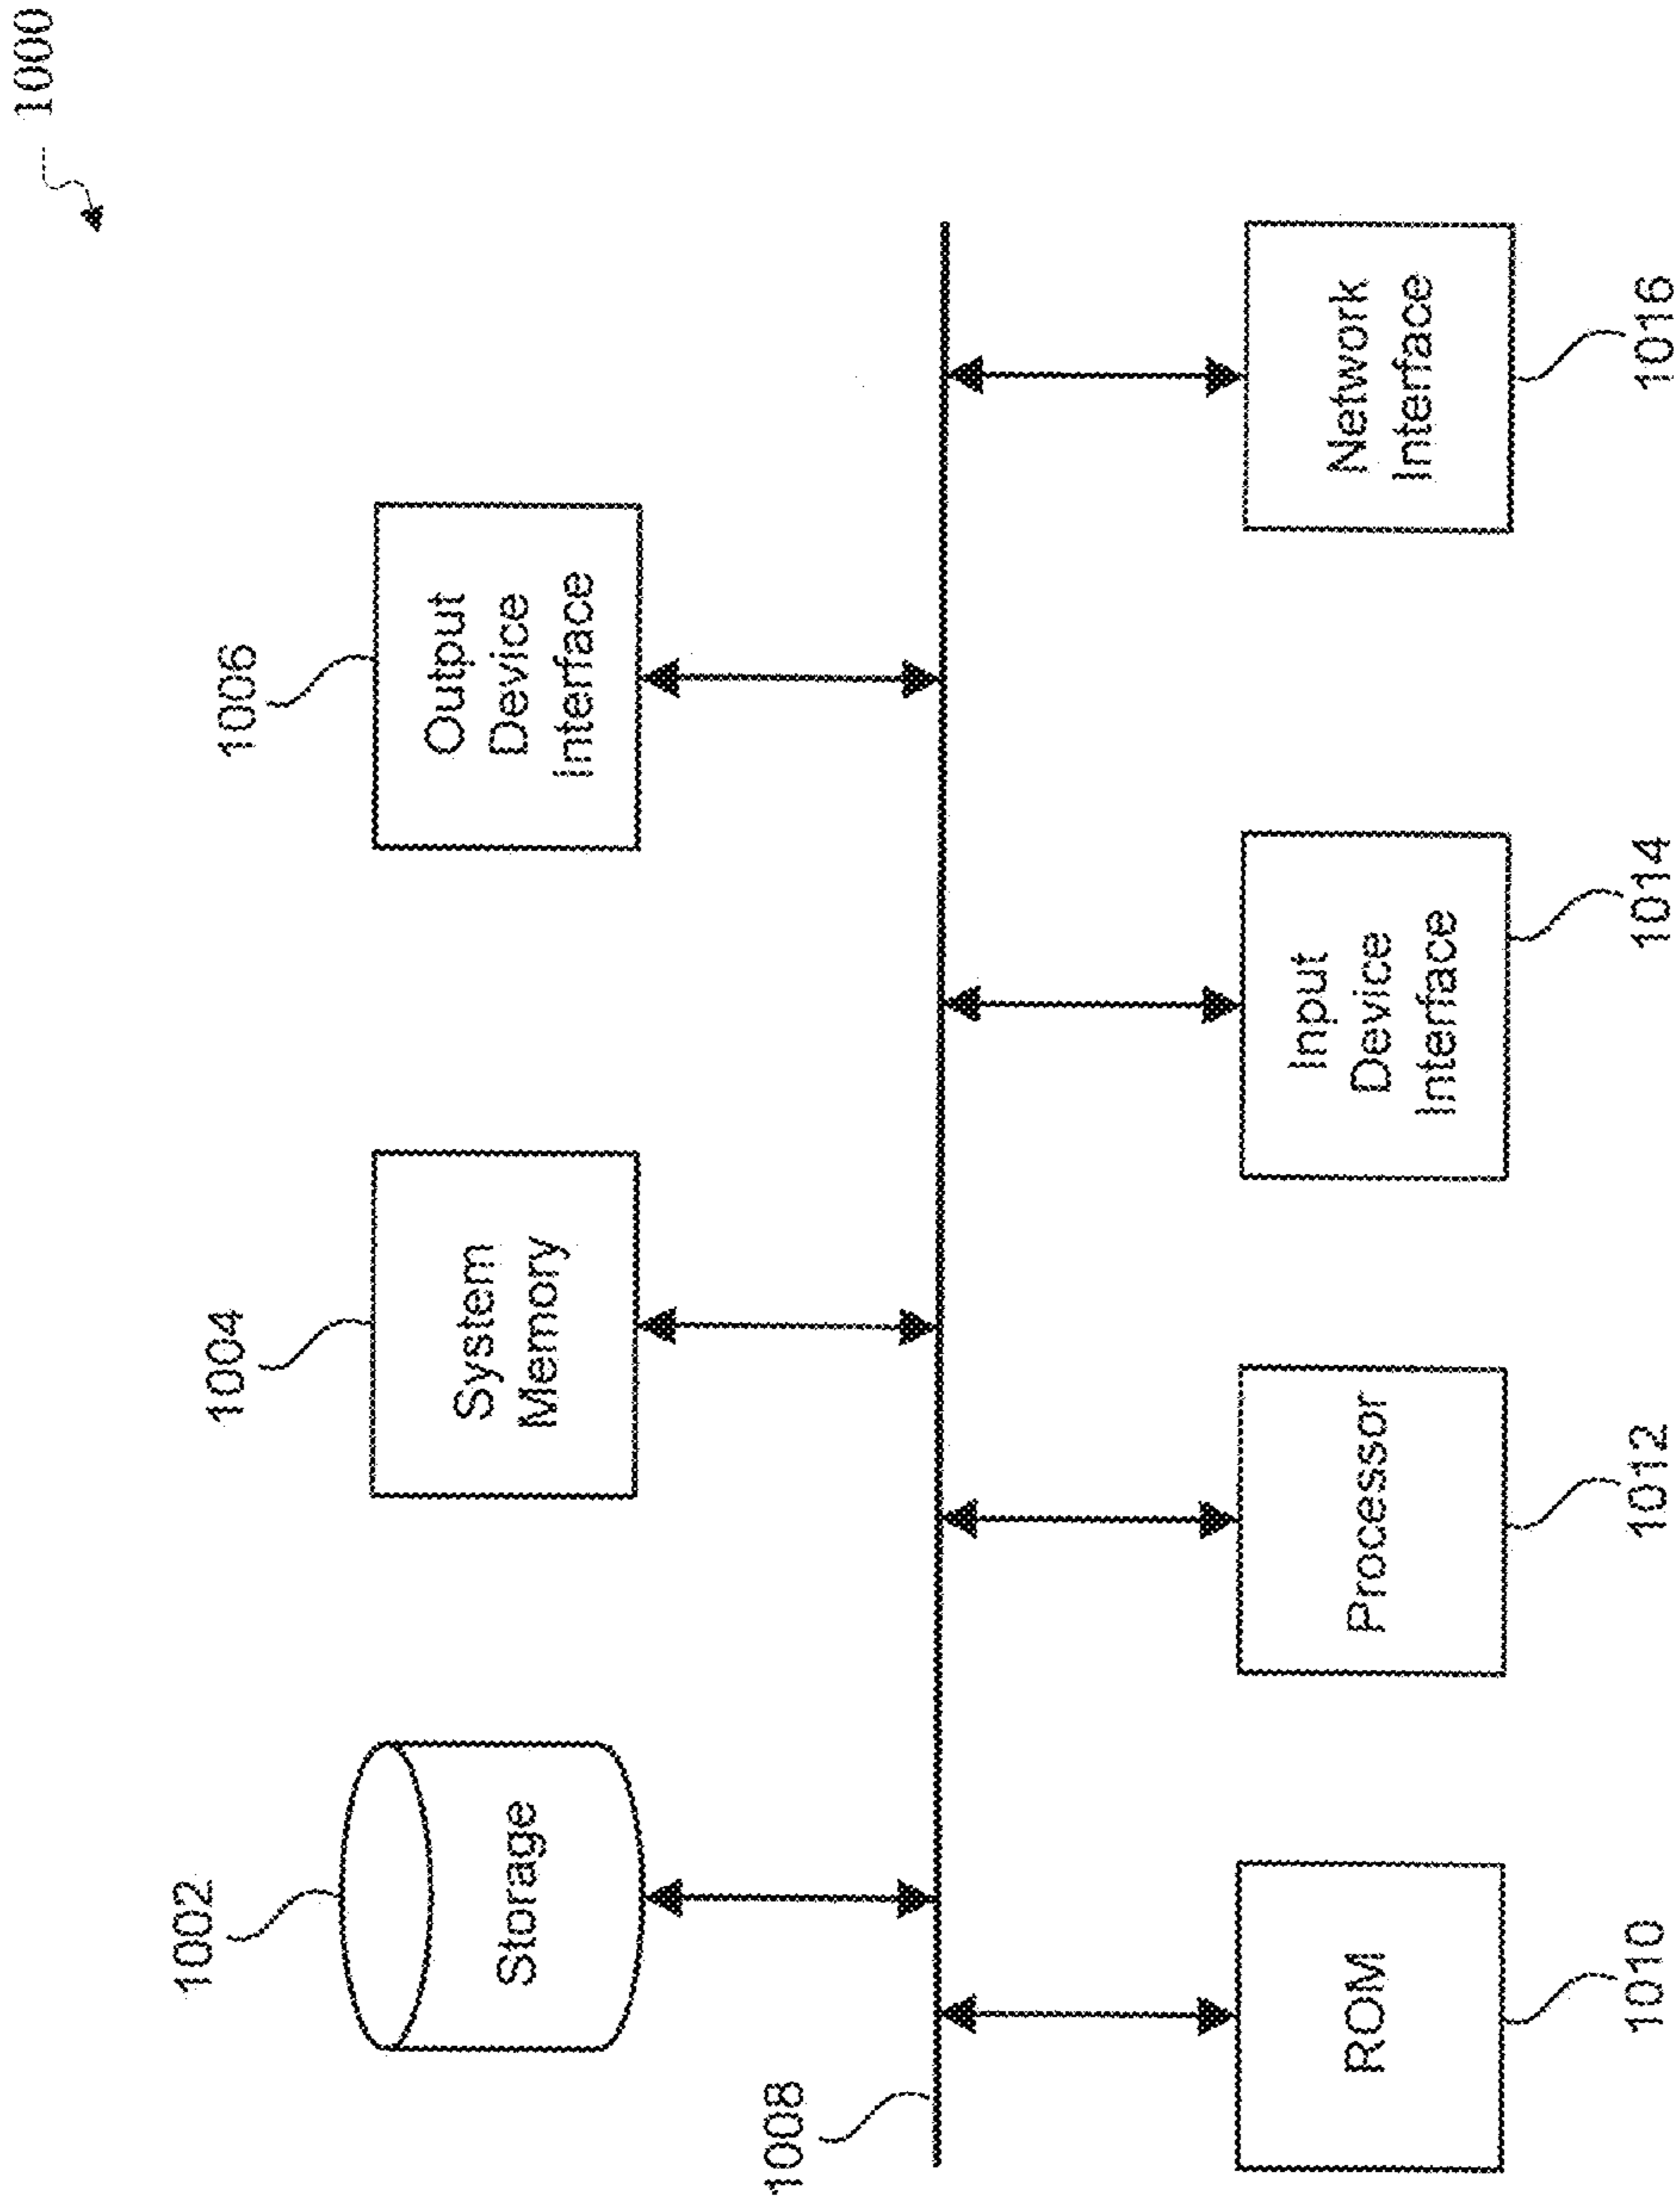 1000
1002
1004
1006
Storage
System
Memory
Output
Device
Interface
1008
ROM
Processor
Input
Device
Interface
Network
Interface
1010
1012
1014
1016